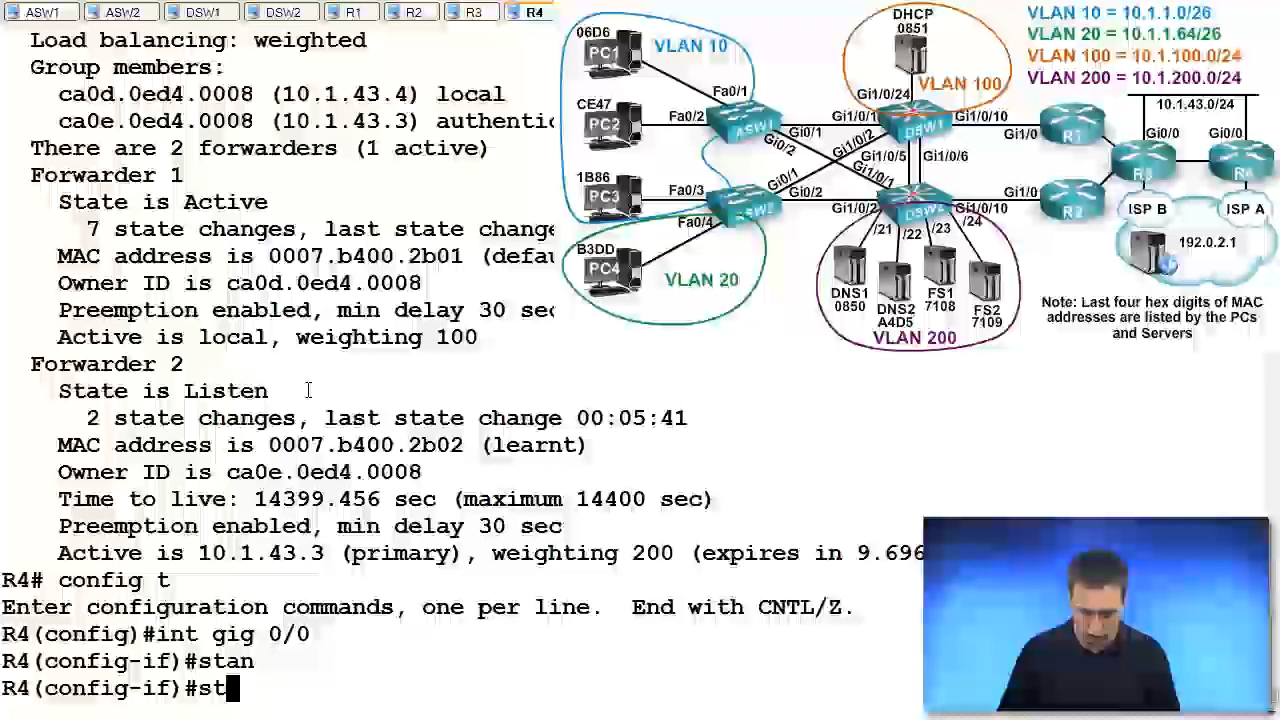 ASW1 ASW2 DSW1 DSW2 R1 R2 R3 R4
Load balancing: weighted
Group members:
ca0d.0ed4.0008 (10.1.43.4) local
ca0e.0ed4.0008 (10.1.43.3) authentic
There are 2 forwarders (1 active)
Forwarder 1
State is Active
7 state changes, last state change
MAC address is 0007.b400.2b01 (defau
Owner ID is ca0d.0ed4.0008
Preemption enabled, min delay 30 sec
Active is local, weighting 100
Forwarder 2
State is Listen
2 state changes, last state change 00:05:41
MAC address is 0007.b400.2b02 (learnt)
Owner ID is ca0e.0ed4.0008
Time to live: 14399.456 sec (maximum 14400 sec)
Preemption enabled, min delay 30 sec
Active is 10.1.43.3 (primary), weighting 200 (expires in 9.696
R4# config t
Enter configuration commands, one per line. End with CNTL/Z.
R4(config)#int gig 0/0
R4(config-if)#stan
R4(config-if)#st
06D6
PC1
VLAN 10
CE47
PC2
1B86
PC3
B3DD
PC4
VLAN 20
Fa0/1
Fa0/2
Fa0/3
Fa0/4
ASW1
ASW2
Gi0/1
Gi0/2
Gi0/1
Gi0/2
DHCP
0851
VLAN 100
Gi1/0/24
Gi1/0/1
Gi1/0/2
Gi1/0/1
Gi1/0/2
DSW1
Gi1/0/10
Gi1/0/5
Gi1/0/6
DSW2
Gi1/0/10
/21
/22
/23
/24
DNS1
0850
DNS2
A4D5
FS1
7108
FS2
7109
VLAN 200
VLAN 10 = 10.1.1.0/26
VLAN 20 = 10.1.1.64/26
VLAN 100 = 10.1.100.0/24
VLAN 200 = 10.1.200.0/24
10.1.43.0/24
Gi1/0
R1
Gi0/0
Gi0/0
R3
R4
Gi1/0
R2
ISP B
ISP A
192.0.2.1
Note: Last four hex digits of MAC
addresses are listed by the PCs
and Servers